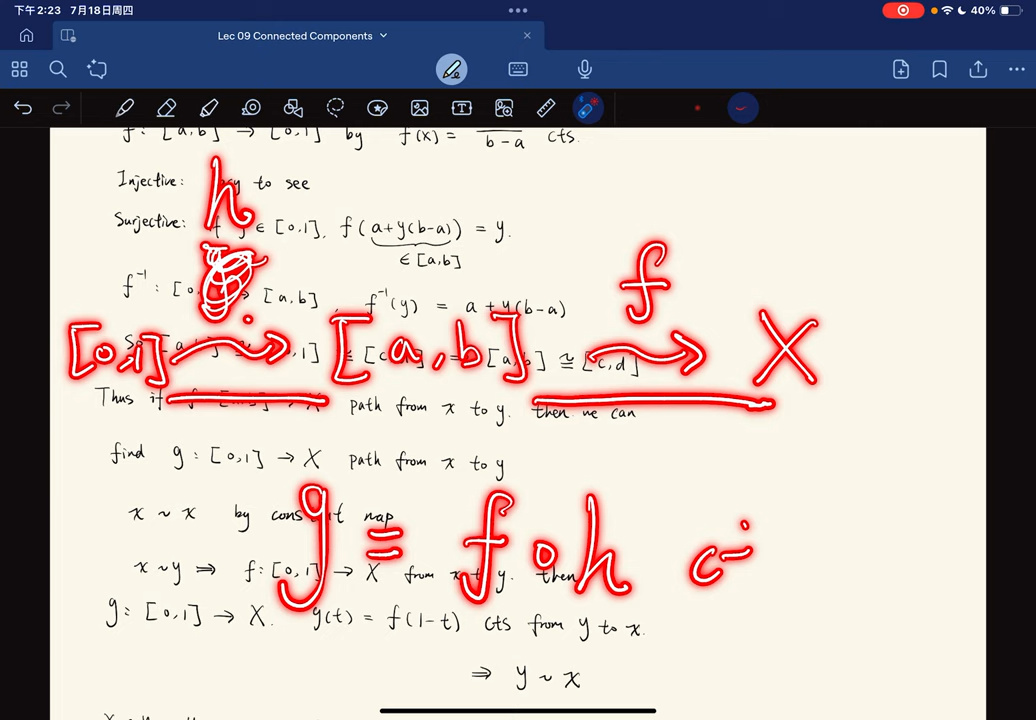 下午 2:23 7月18日周四
40%
Lec 09 Connected Components
f : [a,b] → [0,1] by f(x) = b-a cts.
Injective: to see
h
Surjective: y ∈ [0,1], f(a+y(b-a)) = y.
∈ [a,b]
f⁻¹ : [0, → [a,b], f⁻¹(y) = a + y(b-a)
f
[0,1] → [a,b] → X
[a,b] ≅ [c,d]
Thus if path from x to y. then we can
find g : [0,1] → X path from x to y
x ~ x by constant map
g = f ∘ h
x ~ y ⇒ f : [0,1] → X from x to y. then
g : [0,1] → X. g(t) = f(1-t) cts from y to x.
⇒ y ~ x